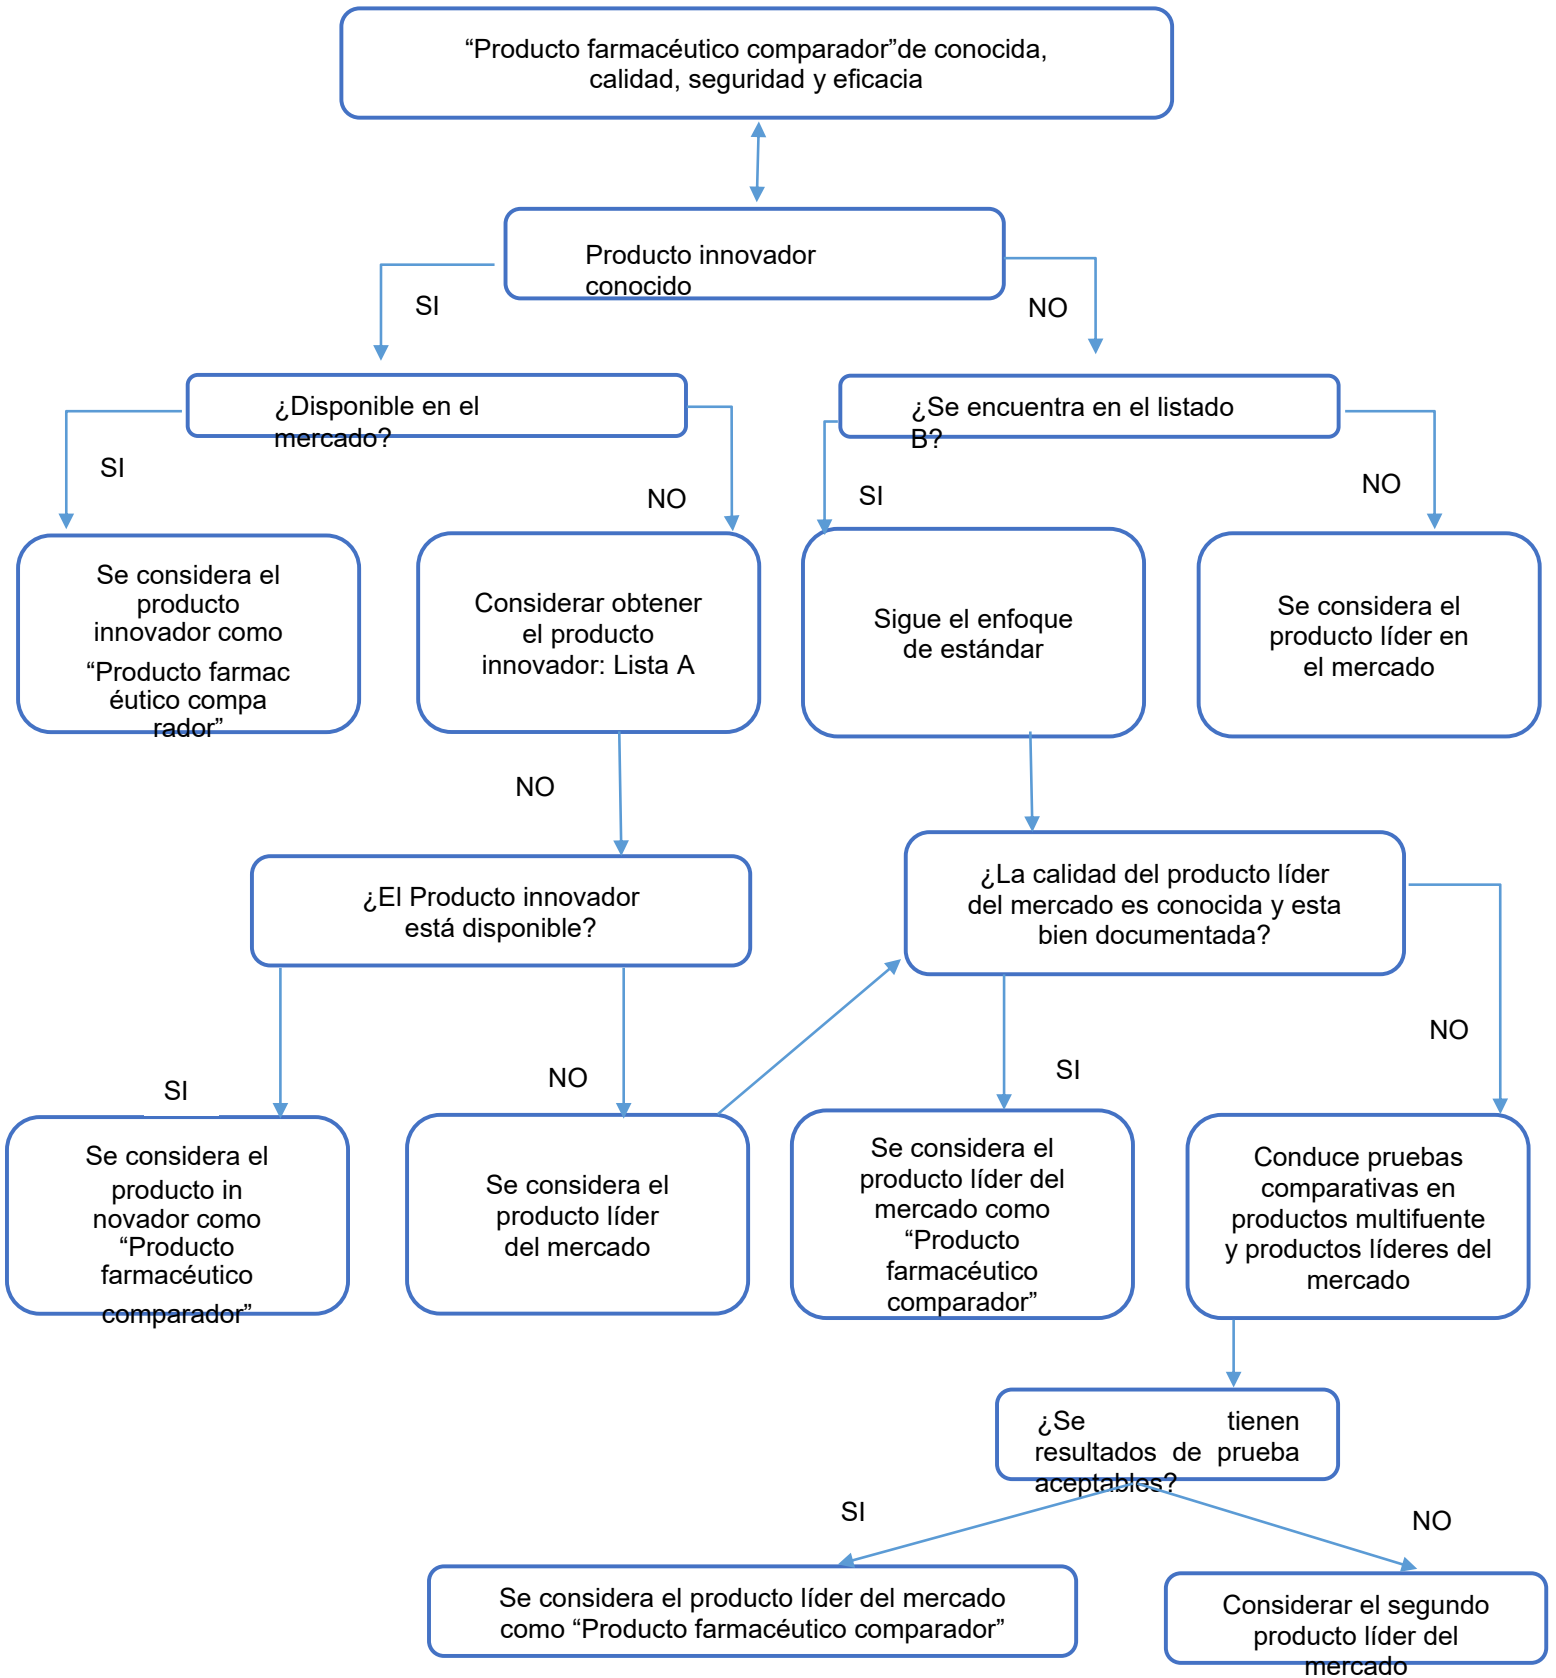 “Producto farmacéutico comparador”de conocida,
calidad, seguridad y eficacia
Producto innovador
conocido
SI
NO
¿Disponible en el
mercado?
¿Se encuentra en el listado
B?
SI
NO
SI
NO
Se considera el
producto
innovador como
“Producto farmac
éutico compa
rador”
Considerar obtener
el producto
innovador: Lista A
Sigue el enfoque
de estándar
Se considera el
producto líder en
el mercado
NO
¿El Producto innovador
está disponible?
¿La calidad del producto líder
del mercado es conocida y esta
bien documentada?
SI
NO
SI
NO
Se considera el
producto in
novador como
“Producto
farmacéutico
comparador”
Se considera el
producto líder
del mercado
Se considera el
producto líder del
mercado como
“Producto
farmacéutico
comparador”
Conduce pruebas
comparativas en
productos multifuente
y productos líderes del
mercado
¿Se tienen
resultados de prueba
aceptables?
SI
NO
Se considera el producto líder del mercado
como “Producto farmacéutico comparador”
Considerar el segundo
producto líder del
mercado